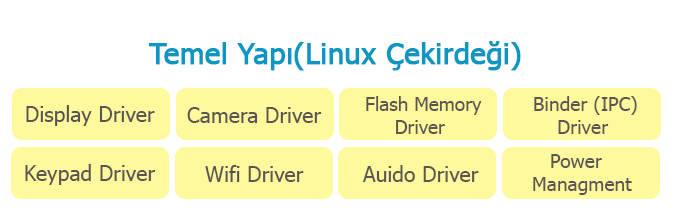 Temel Yapı(Linux Çekirdeği)
Display Driver
Camera Driver
Flash Memory
Driver
Binder (IPC)
Driver
Keypad Driver
Wifi Driver
Auido Driver
Power
Managment